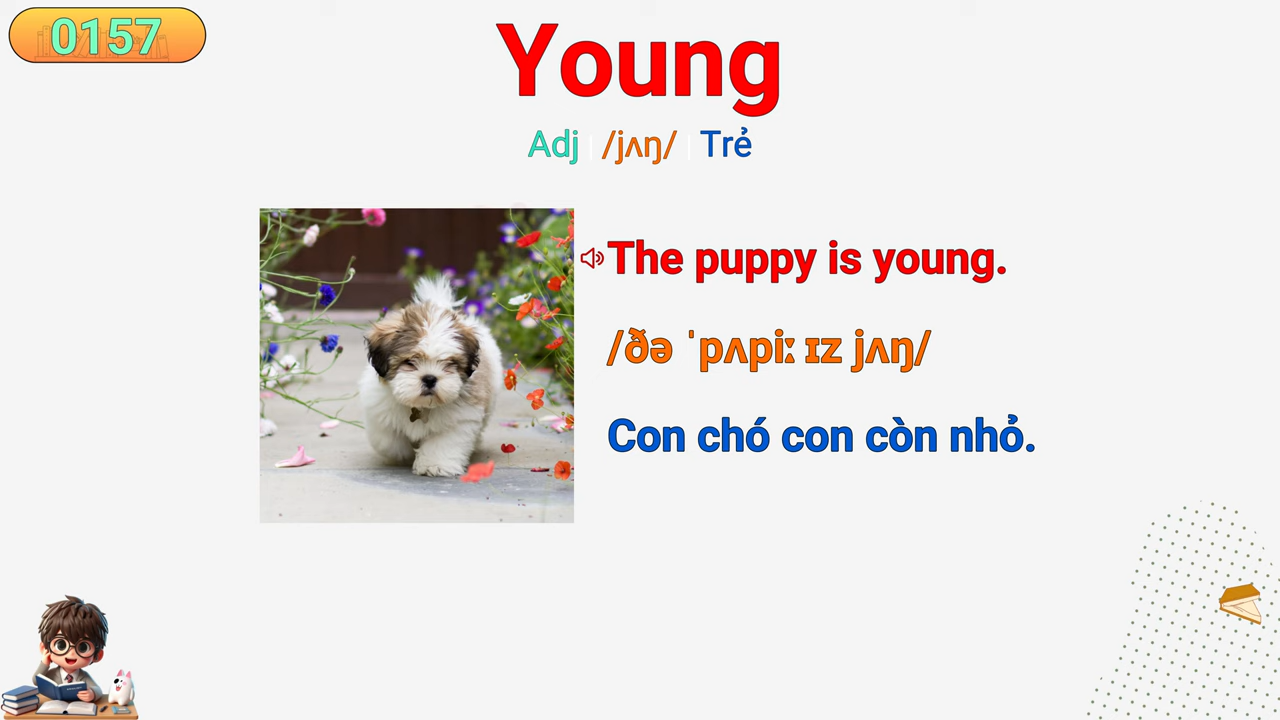 0157
Young
Adj | /jʌŋ/ | Trẻ
The puppy is young.
/ðə ˈpʌpiː ɪz jʌŋ/
Con chó con còn nhỏ.